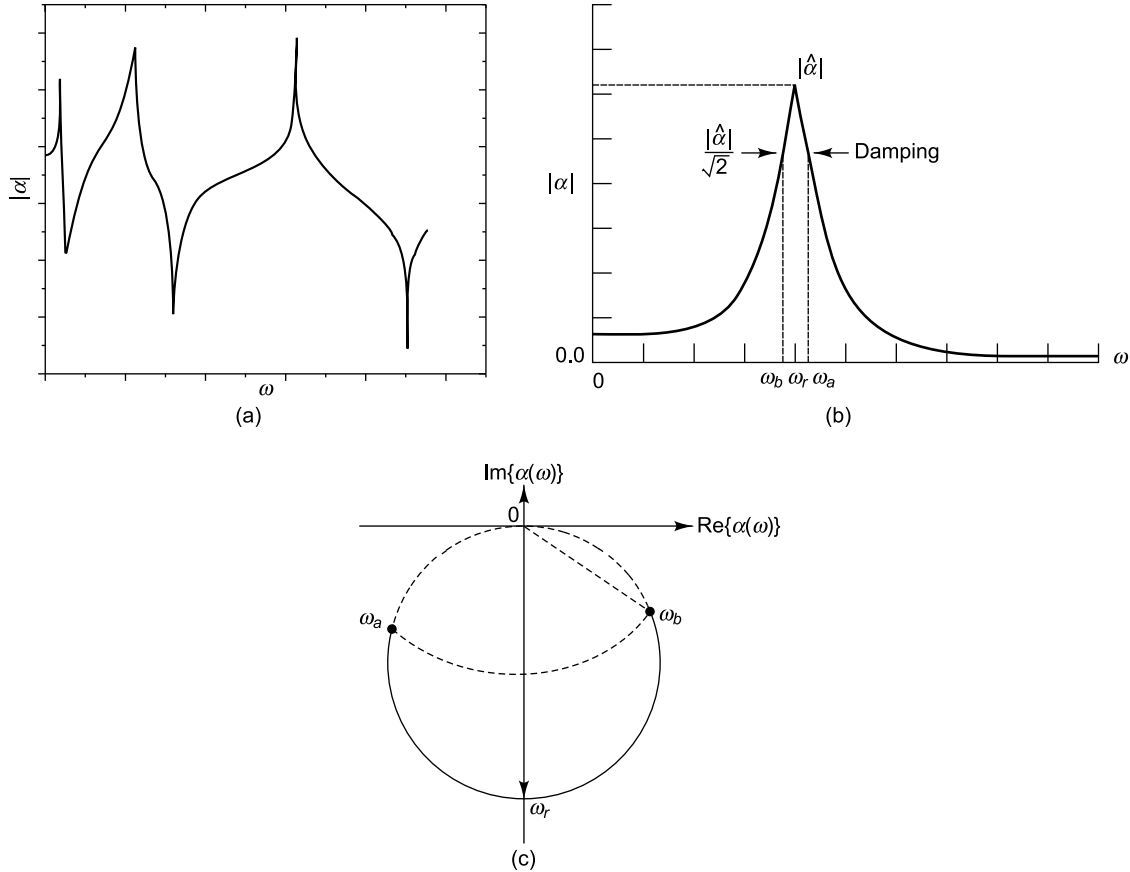 |α|
ω
(a)
|α̂|
|α̂|
√2
Damping
|α|
0.0
0
ω_b ω_r ω_a
ω
(b)
Im{α(ω)}
0
Re{α(ω)}
ω_a
ω_b
ω_r
(c)